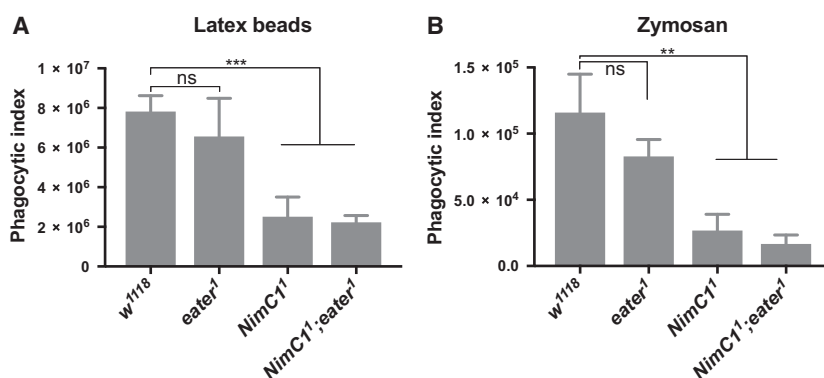 A
Latex beads
Phagocytic index
1 × 10⁷
8 × 10⁶
6 × 10⁶
4 × 10⁶
2 × 10⁶
0
ns
***
w¹¹¹⁸
eater¹
NimC1¹
NimC1¹;eater¹
B
Zymosan
Phagocytic index
1.5 × 10⁵
1.0 × 10⁵
5.0 × 10⁴
0.0
ns
**
w¹¹¹⁸
eater¹
NimC1¹
NimC1¹;eater¹